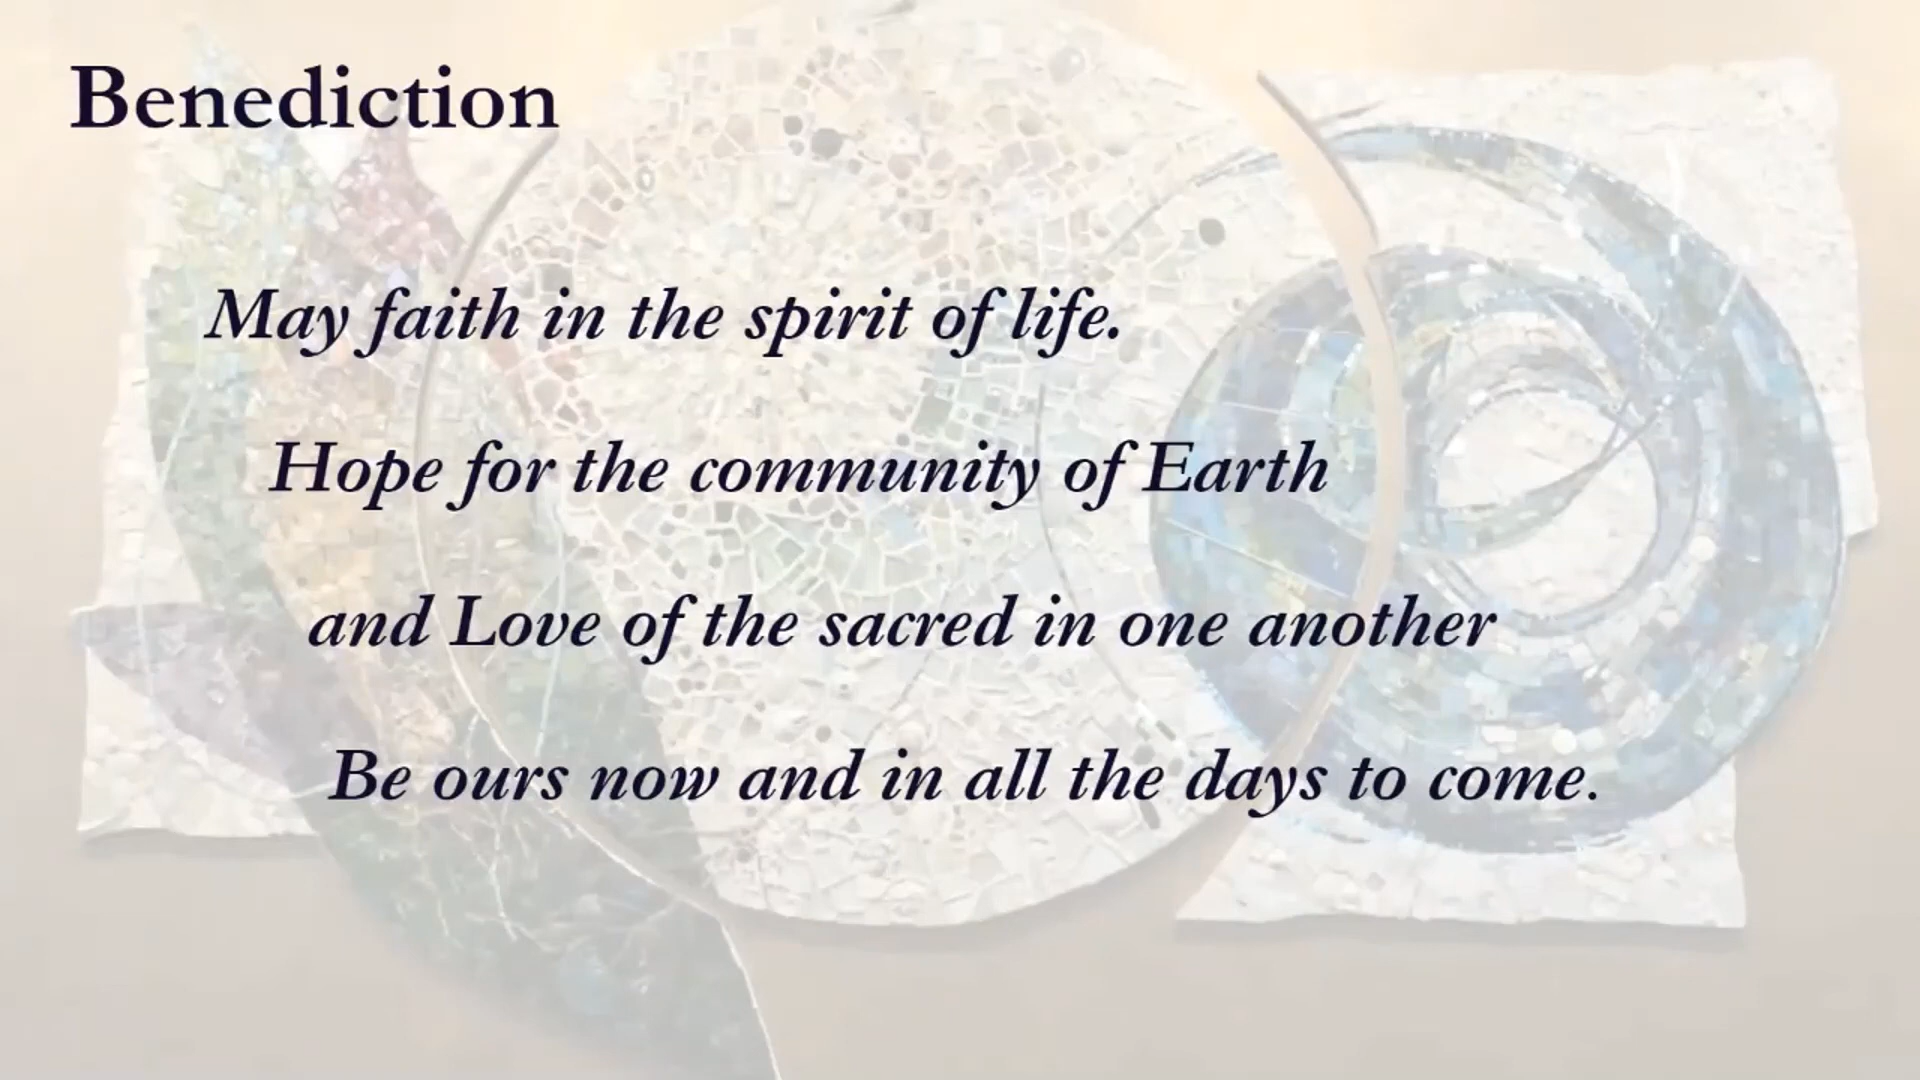 Benediction
May faith in the spirit of life.
Hope for the community of Earth
and Love of the sacred in one another
Be ours now and in all the days to come.